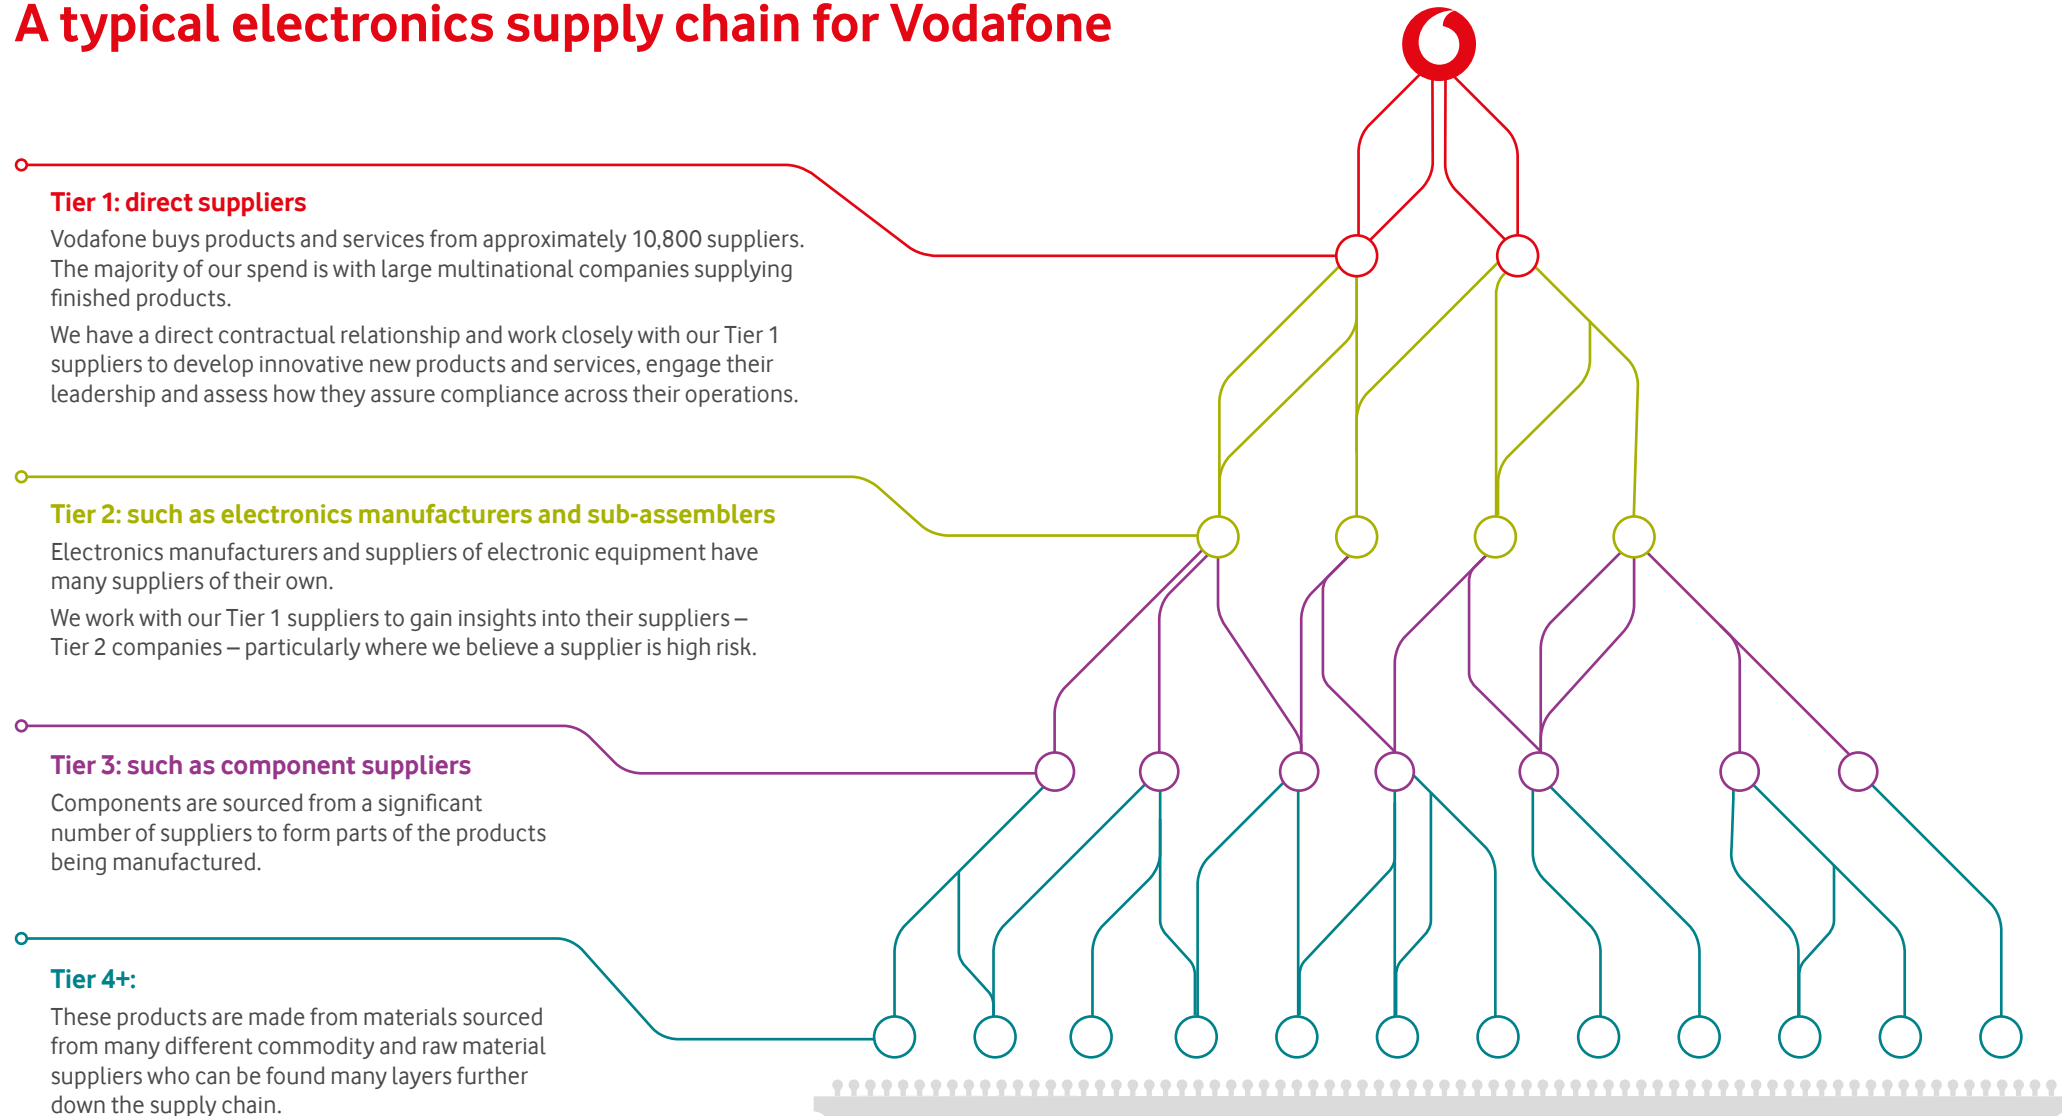 A typical electronics supply chain for Vodafone
Tier 1: direct suppliers
Vodafone buys products and services from approximately 10,800 suppliers.
The majority of our spend is with large multinational companies supplying
finished products.
We have a direct contractual relationship and work closely with our Tier 1
suppliers to develop innovative new products and services, engage their
leadership and assess how they assure compliance across their operations.
Tier 2: such as electronics manufacturers and sub-assemblers
Electronics manufacturers and suppliers of electronic equipment have
many suppliers of their own.
We work with our Tier 1 suppliers to gain insights into their suppliers –
Tier 2 companies – particularly where we believe a supplier is high risk.
Tier 3: such as component suppliers
Components are sourced from a significant
number of suppliers to form parts of the products
being manufactured.
Tier 4+:
These products are made from materials sourced
from many different commodity and raw material
suppliers who can be found many layers further
down the supply chain.